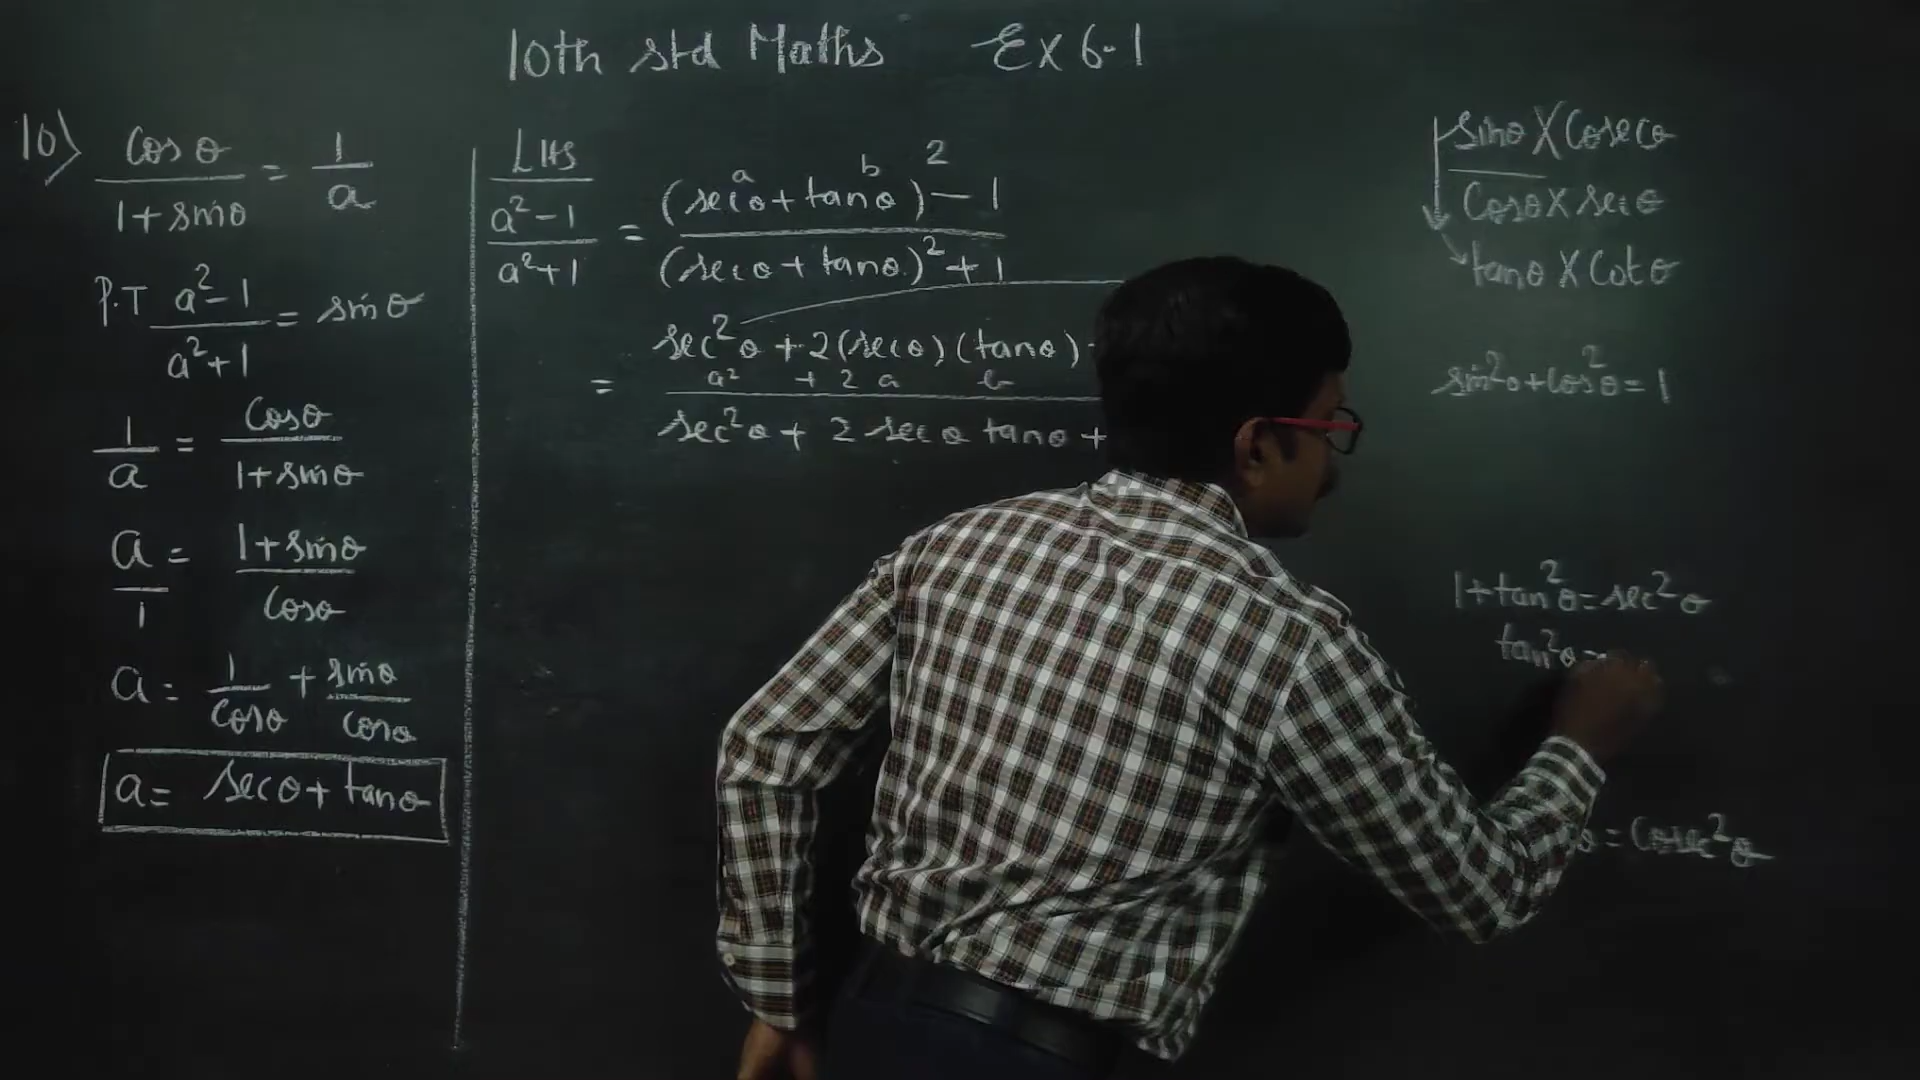 10th std Maths Ex 6.1
10) cosθ/1+sinθ = 1/a
P.T a²-1/a²+1 = sinθ
1/a = cosθ/1+sinθ
a/1 = 1+sinθ/cosθ
a = 1/cosθ + sinθ/cosθ
a = secθ + tanθ
LHS
a b
a²-1/a²+1 = (secθ+tanθ)²-1/(secθ+tanθ)²+1
= sec²θ+2(secθ)(tanθ)
a² + 2 a b
sec²θ + 2 secθ tanθ +
sinθ X cosecθ
cosθ X secθ
tanθ X cotθ
sin²θ+cos²θ=1
1+tan²θ=sec²θ
tan²θ=
θ = cosec²θ